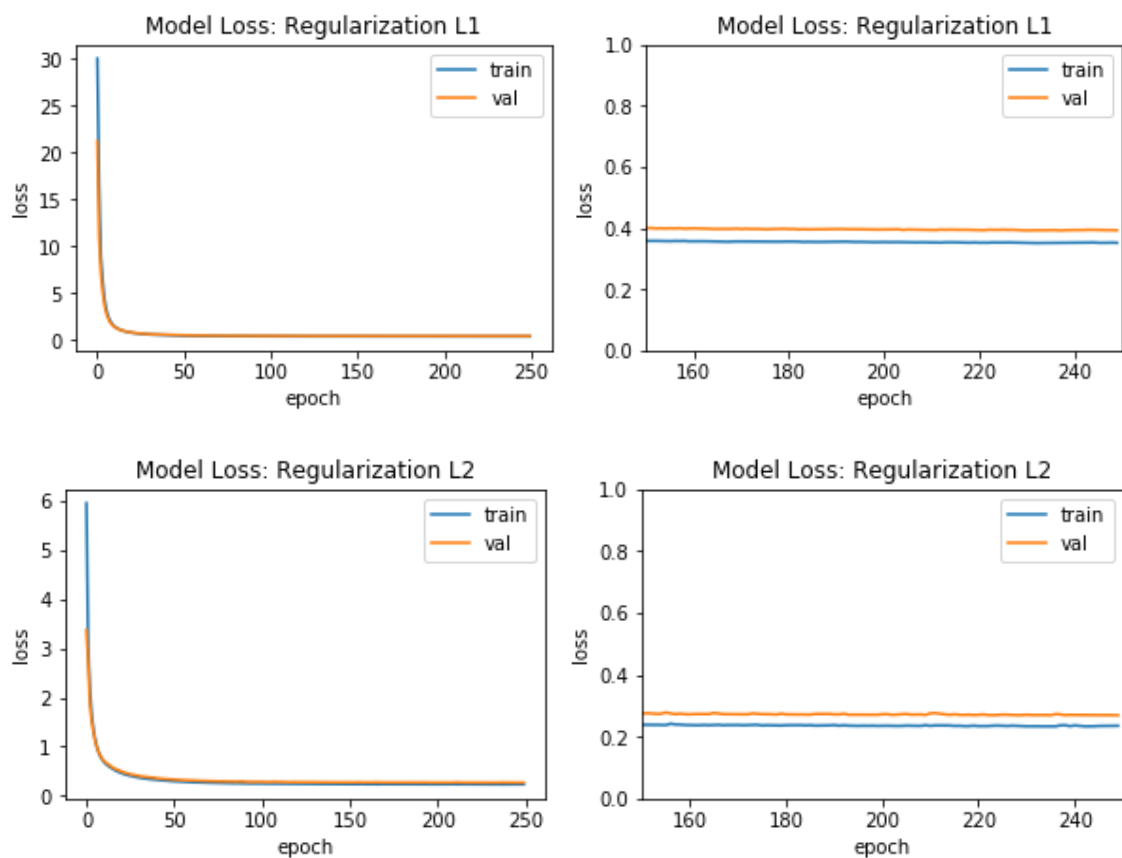 Model Loss: Regularization L1
30
25
20
15
10
5
0
loss
train
val
0 50 100 150 200 250
epoch
Model Loss: Regularization L1
1.0
0.8
0.6
0.4
0.2
0.0
loss
train
val
160 180 200 220 240
epoch
Model Loss: Regularization L2
6
5
4
3
2
1
0
loss
train
val
0 50 100 150 200 250
epoch
Model Loss: Regularization L2
1.0
0.8
0.6
0.4
0.2
0.0
loss
train
val
160 180 200 220 240
epoch